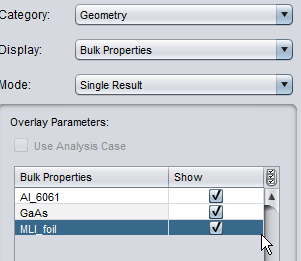 Category: Geometry
Display: Bulk Properties
Mode: Single Result
Overlay Parameters:
Use Analysis Case
Bulk Properties Show
Al_6061
GaAs
MLI_foil